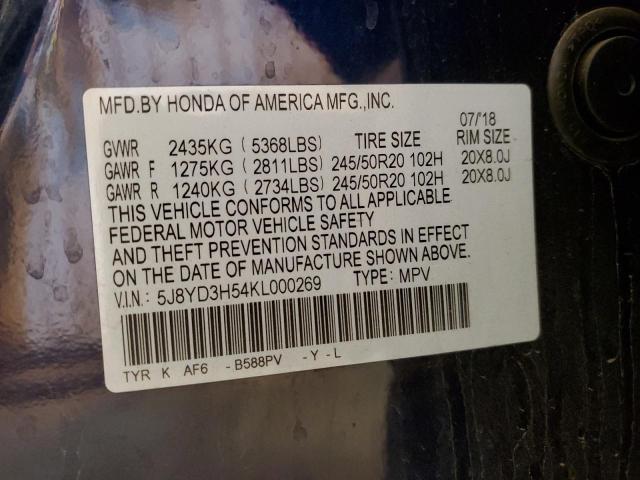 MFD.BY HONDA OF AMERICA MFG.,INC.
07/'18
GVWR 2435KG ( 5368LBS) TIRE SIZE RIM SIZE
GAWR F 1275KG ( 2811LBS) 245/50R20 102H 20X8.0J
GAWR R 1240KG ( 2734LBS) 245/50R20 102H 20X8.0J
THIS VEHICLE CONFORMS TO ALL APPLICABLE
FEDERAL MOTOR VEHICLE SAFETY
AND THEFT PREVENTION STANDARDS IN EFFECT
ON THE DATE OF MANUFACTURE SHOWN ABOVE.
V.I.N.: 5J8YD3H54KL000269 TYPE: MPV
TYR K AF6 - B588PV - Y - L